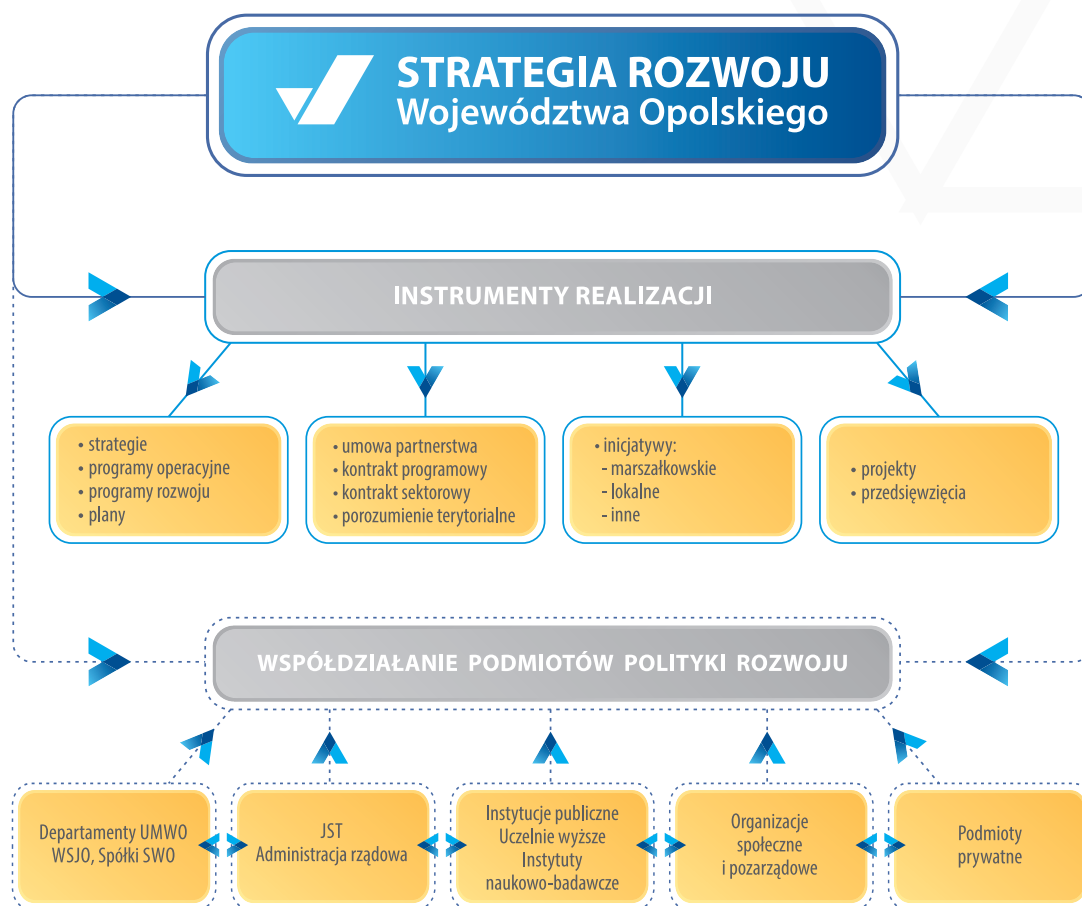 STRATEGIA ROZWOJU
Województwa Opolskiego
INSTRUMENTY REALIZACJI
• strategie
• programy operacyjne
• programy rozwoju
• plany
• umowa partnerstwa
• kontrakt programowy
• kontrakt sektorowy
• porozumienie terytorialne
• inicjatywy:
- marszałkowskie
- lokalne
- inne
• projekty
• przedsięwzięcia
WSPÓŁDZIAŁANIE PODMIOTÓW POLITYKI ROZWOJU
Departamenty UMWO
WSJO, Spółki SWO
JST
Administracja rządowa
Instytucje publiczne
Uczelnie wyższe
Instytuty
naukowo-badawcze
Organizacje
społeczne
i pozarządowe
Podmioty
prywatne